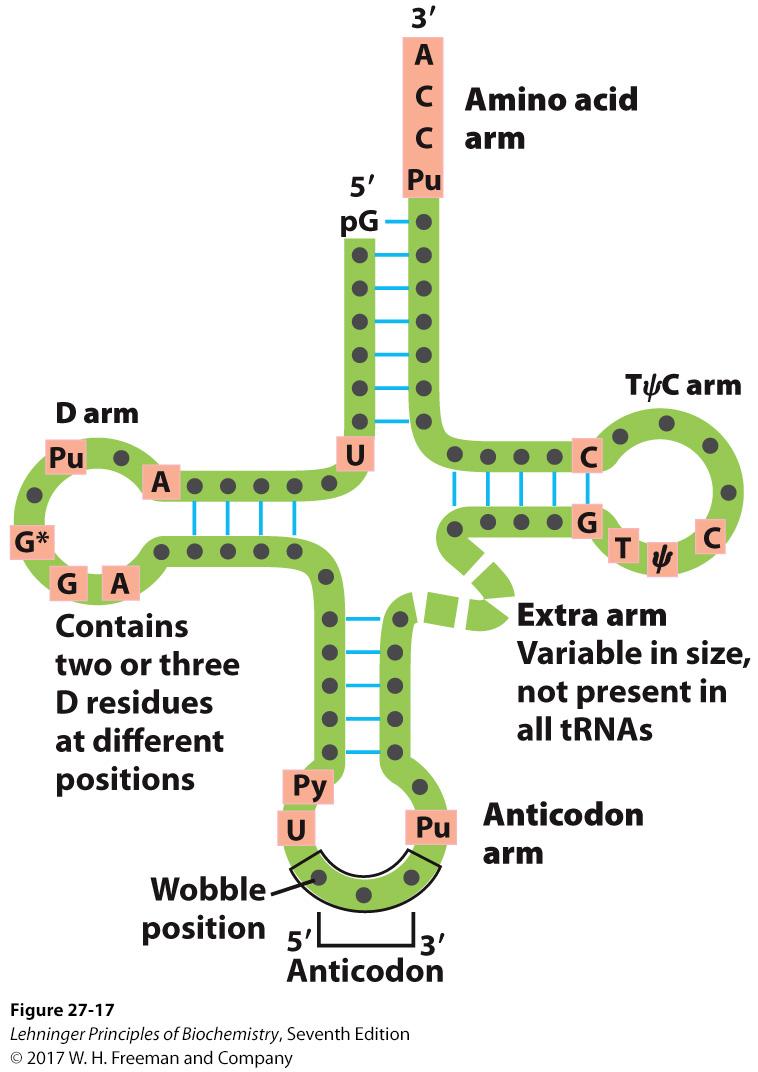 3′
A
C
C
Pu
Amino acid
arm
5′
pG
TψC arm
D arm
Pu
A
U
C
G*
G
A
G
T
ψ
C
Contains
two or three
D residues
at different
positions
Extra arm
Variable in size,
not present in
all tRNAs
Py
U
Pu
Anticodon
arm
Wobble
position
5′
3′
Anticodon
Figure 27-17
Lehninger Principles of Biochemistry, Seventh Edition
© 2017 W. H. Freeman and Company